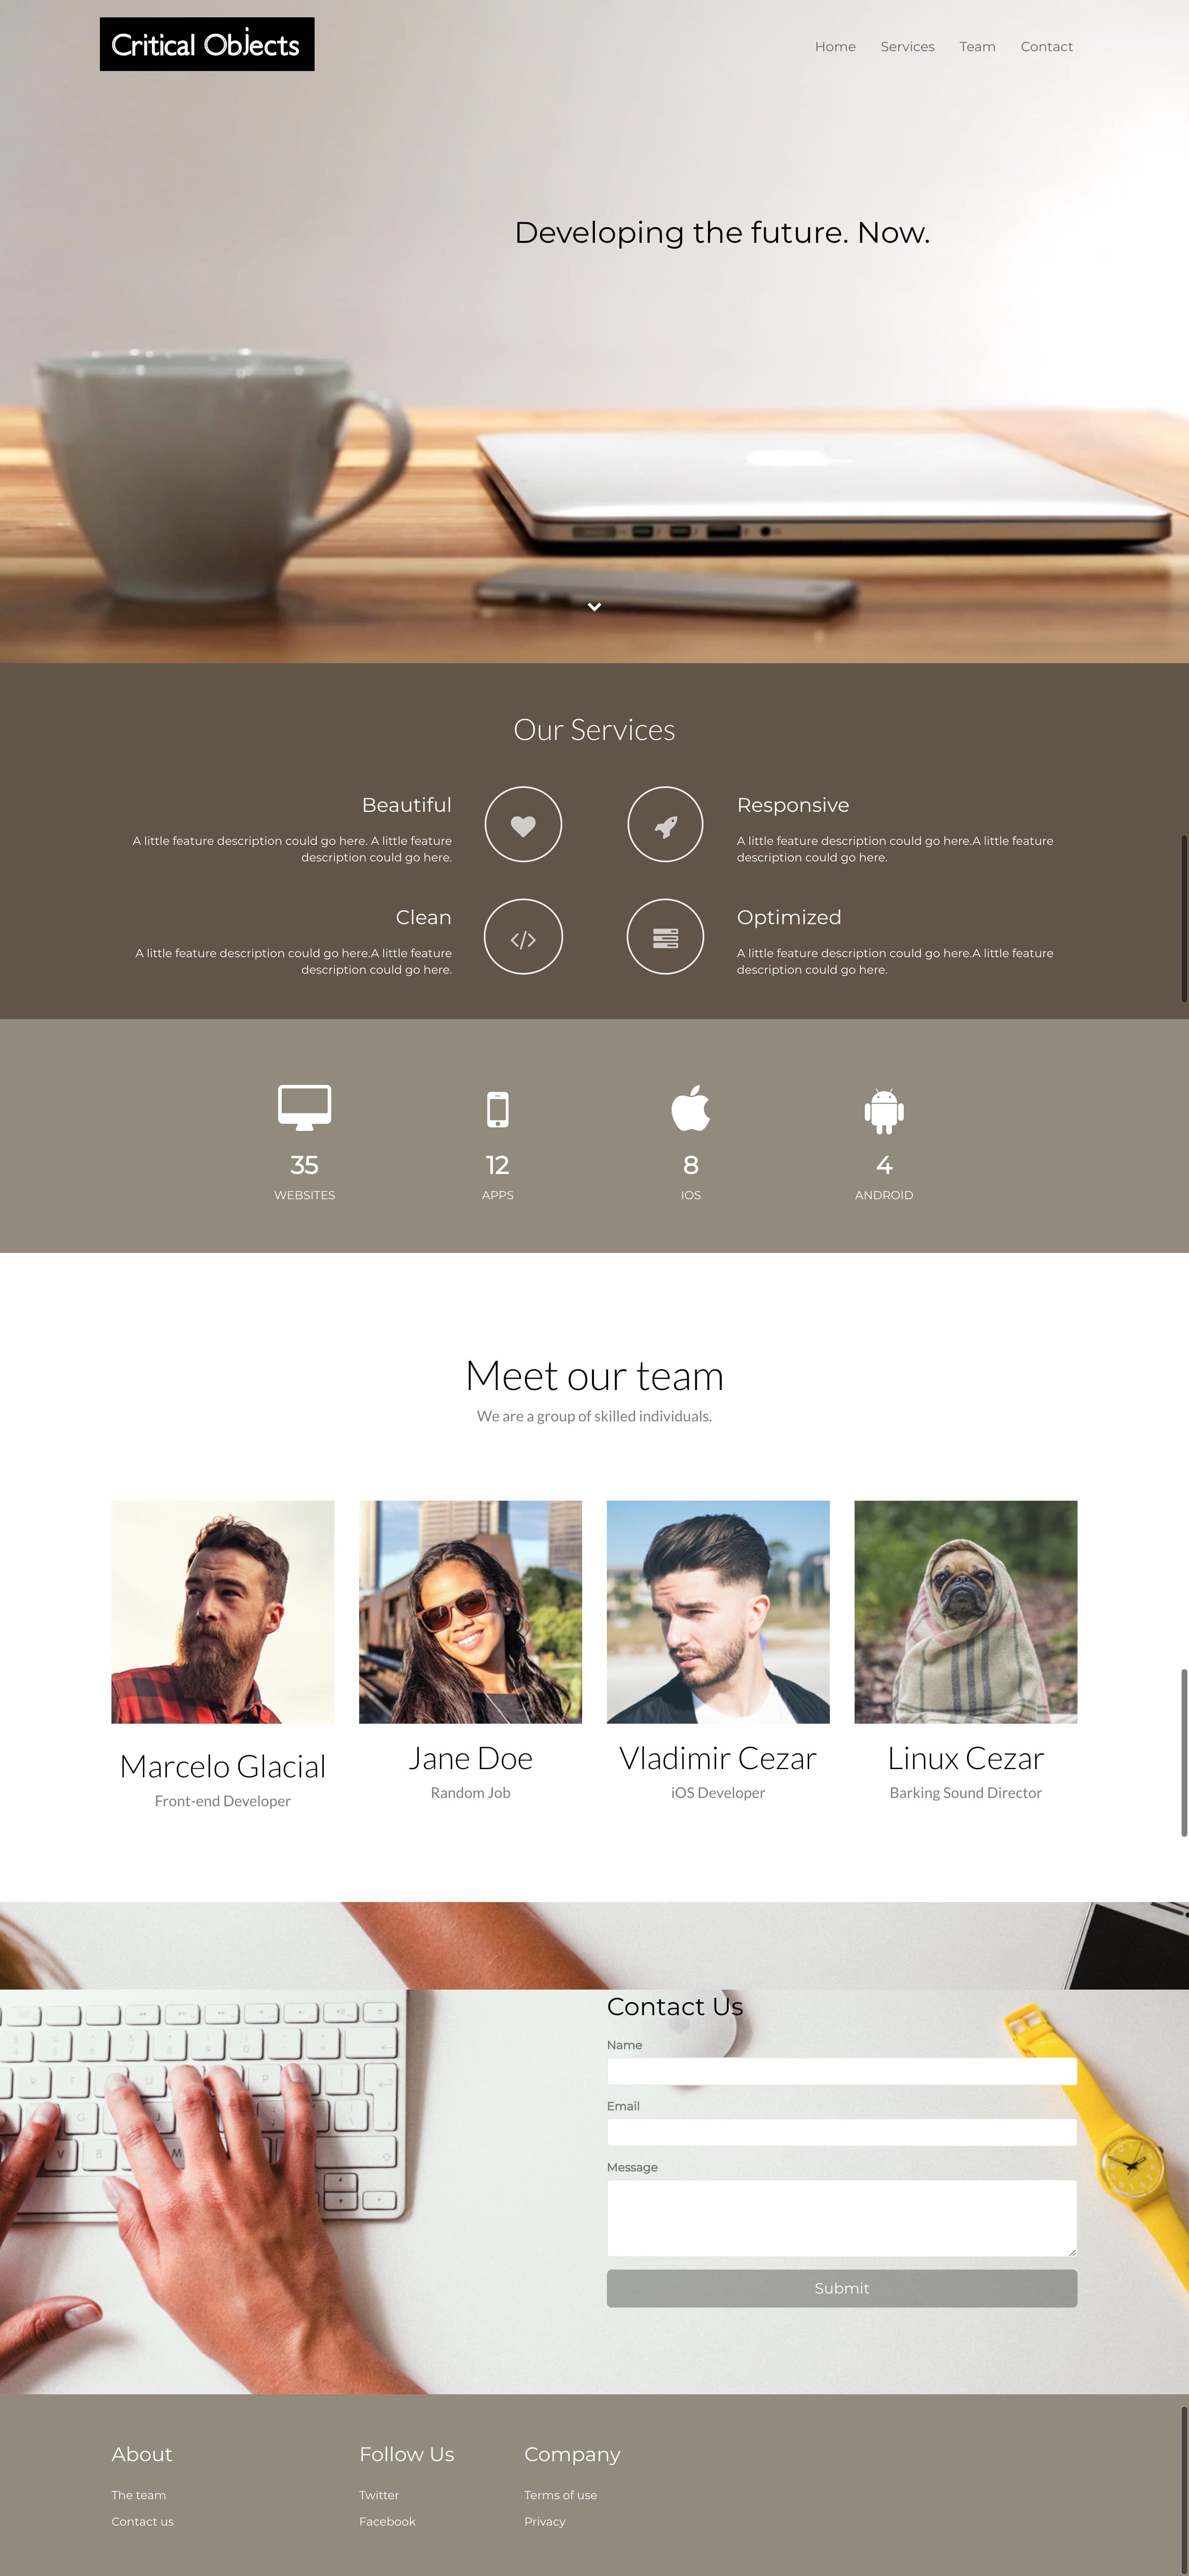 Critical Objects
Home Services Team Contact
Developing the future. Now.
Our Services
Beautiful
A little feature description could go here. A little feature
description could go here.
Responsive
A little feature description could go here.A little feature
description could go here.
Clean
A little feature description could go here.A little feature
description could go here.
Optimized
A little feature description could go here.A little feature
description could go here.
35
WEBSITES
12
APPS
8
IOS
4
ANDROID
Meet our team
We are a group of skilled individuals.
Marcelo Glacial
Front-end Developer
Jane Doe
Random Job
Vladimir Cezar
iOS Developer
Linux Cezar
Barking Sound Director
Contact Us
Name
Email
Message
Submit
About
The team
Contact us
Follow Us
Twitter
Facebook
Company
Terms of use
Privacy